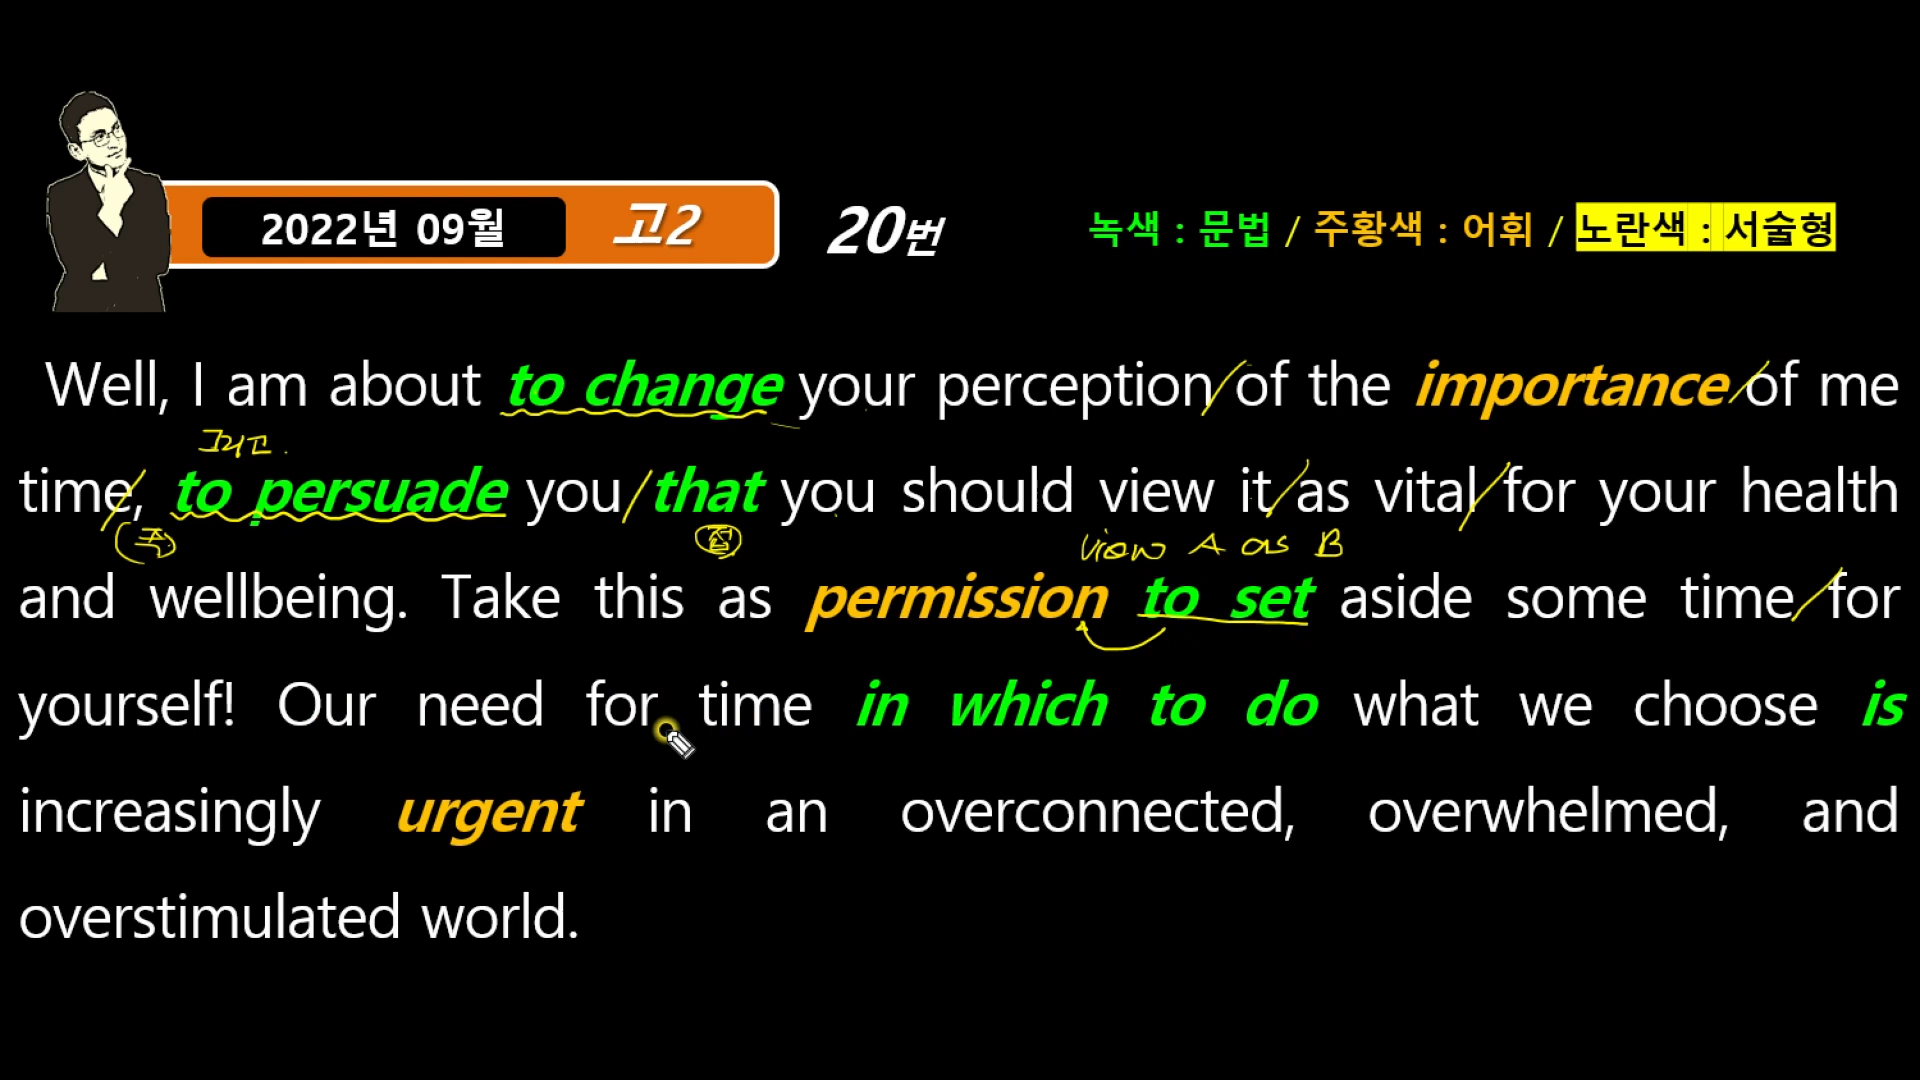 2022년 09월 고2 20번 녹색 : 문법 / 주황색 : 어휘 / 노란색 : 서술형
Well, I am about to change your perception of the importance of me
그리고
time, to persuade you that you should view it as vital for your health
(즉) 접 view A as B
and wellbeing. Take this as permission to set aside some time for
yourself! Our need for time in which to do what we choose is
increasingly urgent in an overconnected, overwhelmed, and
overstimulated world.